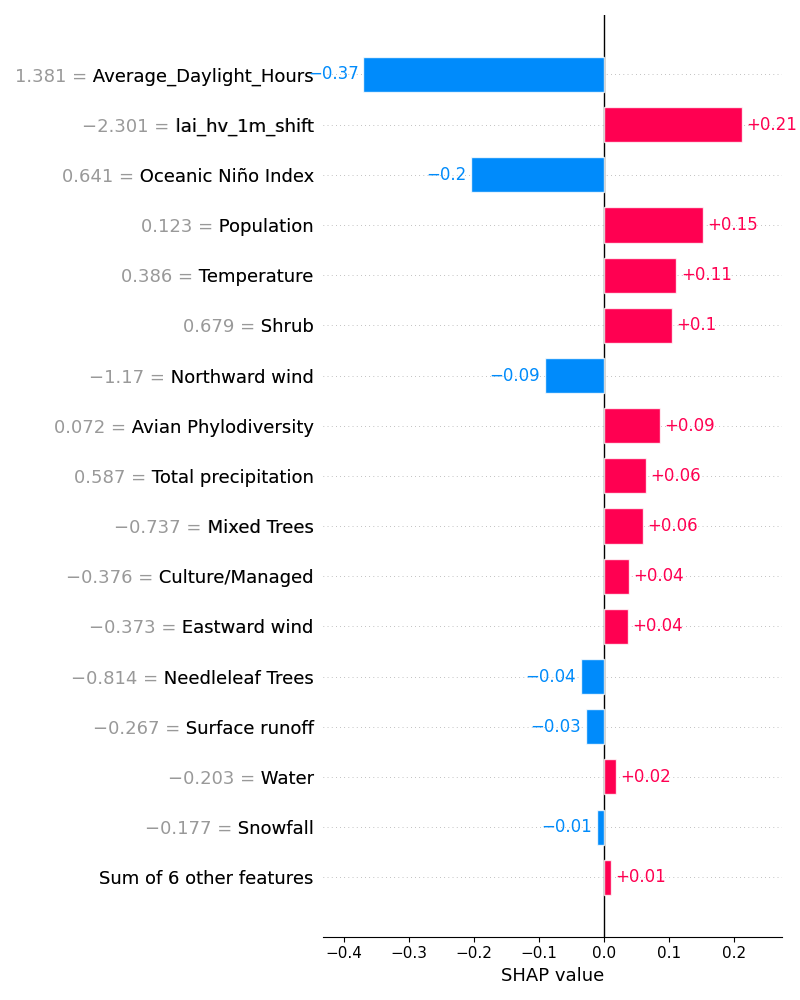 1.381 = Average_Daylight_Hours −0.37
−2.301 = lai_hv_1m_shift +0.21
0.641 = Oceanic Niño Index −0.2
0.123 = Population +0.15
0.386 = Temperature +0.11
0.679 = Shrub +0.1
−1.17 = Northward wind −0.09
0.072 = Avian Phylodiversity +0.09
0.587 = Total precipitation +0.06
−0.737 = Mixed Trees +0.06
−0.376 = Culture/Managed +0.04
−0.373 = Eastward wind +0.04
−0.814 = Needleleaf Trees −0.04
−0.267 = Surface runoff −0.03
−0.203 = Water +0.02
−0.177 = Snowfall −0.01
Sum of 6 other features +0.01
−0.4 −0.3 −0.2 −0.1 0.0 0.1 0.2
SHAP value